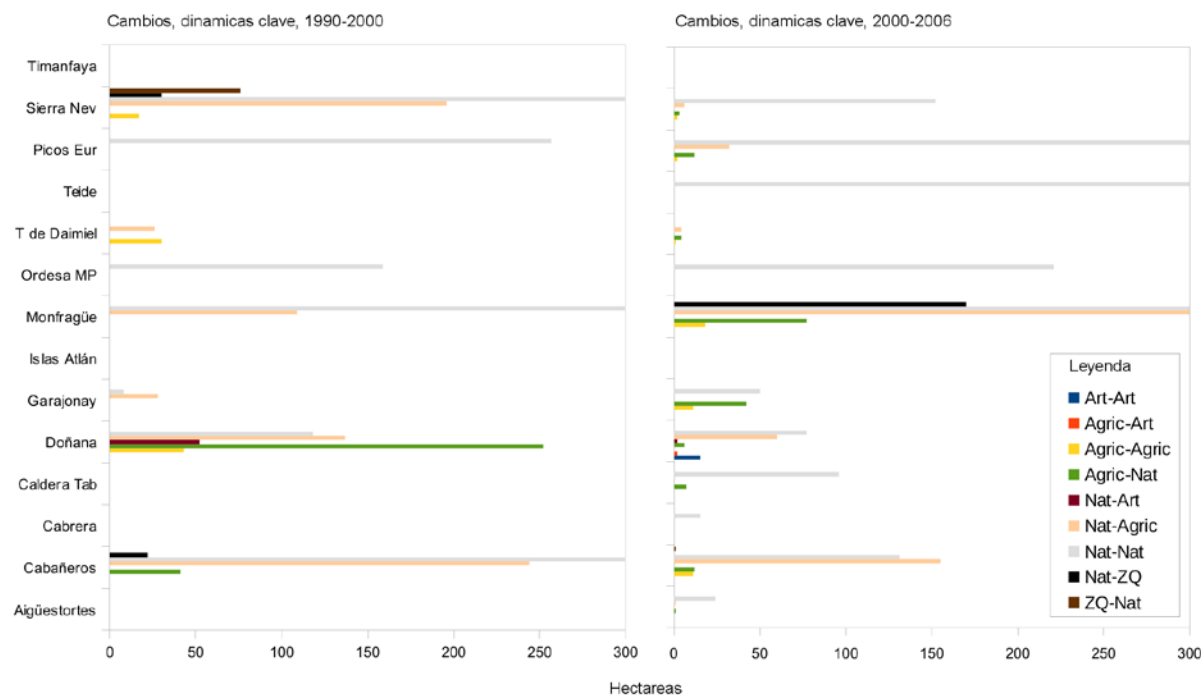 Cambios, dinamicas clave, 1990-2000
Cambios, dinamicas clave, 2000-2006
Timanfaya
Sierra Nev
Picos Eur
Teide
T de Daimiel
Ordesa MP
Monfragüe
Islas Atlán
Garajonay
Doñana
Caldera Tab
Cabrera
Cabañeros
Aigüestortes
0 50 100 150 200 250 300
0 50 100 150 200 250 300
Hectareas
Leyenda
Art-Art
Agric-Art
Agric-Agric
Agric-Nat
Nat-Art
Nat-Agric
Nat-Nat
Nat-ZQ
ZQ-Nat